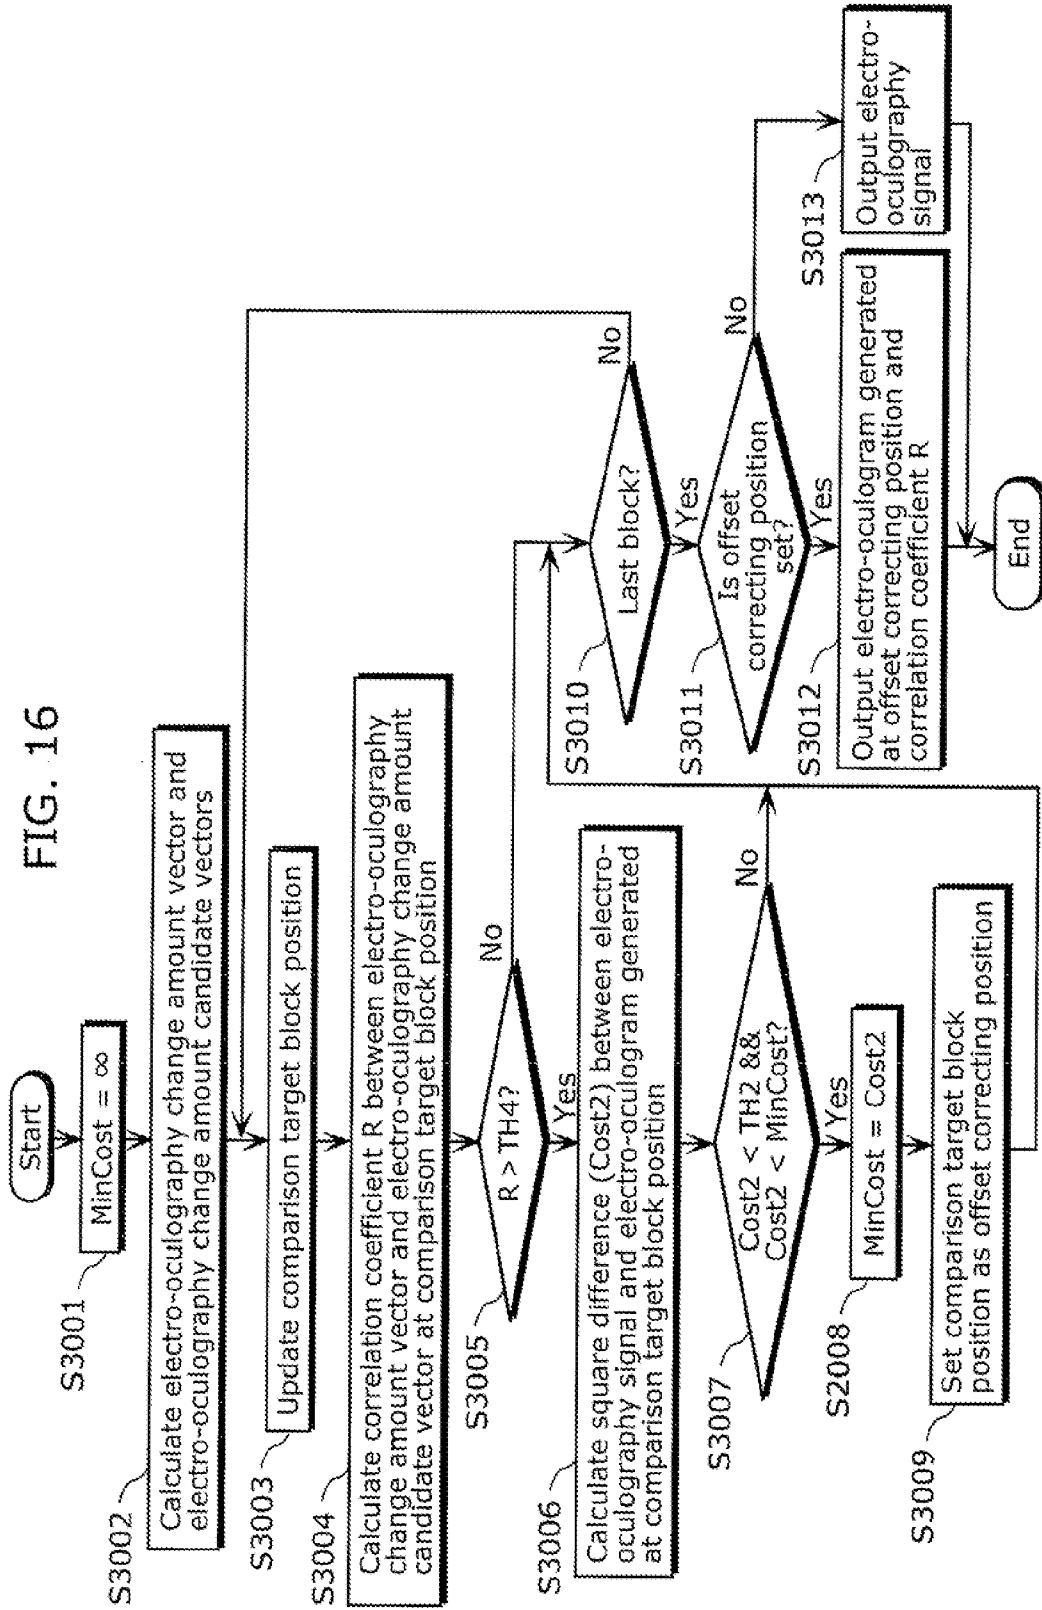 FIG. 16
Start
S3001
MinCost = ∞
S3002
Calculate electro-oculography change amount vector and
electro-oculography change amount candidate vectors
S3003
Update comparison target block position
S3004
Calculate correlation coefficient R between electro-oculography
change amount vector and electro-oculography change amount
candidate vector at comparison target block position
S3005
R > TH4?
No
Yes
S3006
Calculate square difference (Cost2) between electro-
oculography signal and electro-oculogram generated
at comparison target block position
S3007
Cost2 < TH2 &&
Cost2 < MinCost?
No
Yes
S2008
MinCost = Cost2
S3009
Set comparison target block
position as offset correcting position
S3010
Last block?
No
Yes
S3011
Is offset
correcting position
set?
No
Yes
S3012
Output electro-oculogram generated
at offset correcting position and
correlation coefficient R
S3013
Output electro-
oculography
signal
End